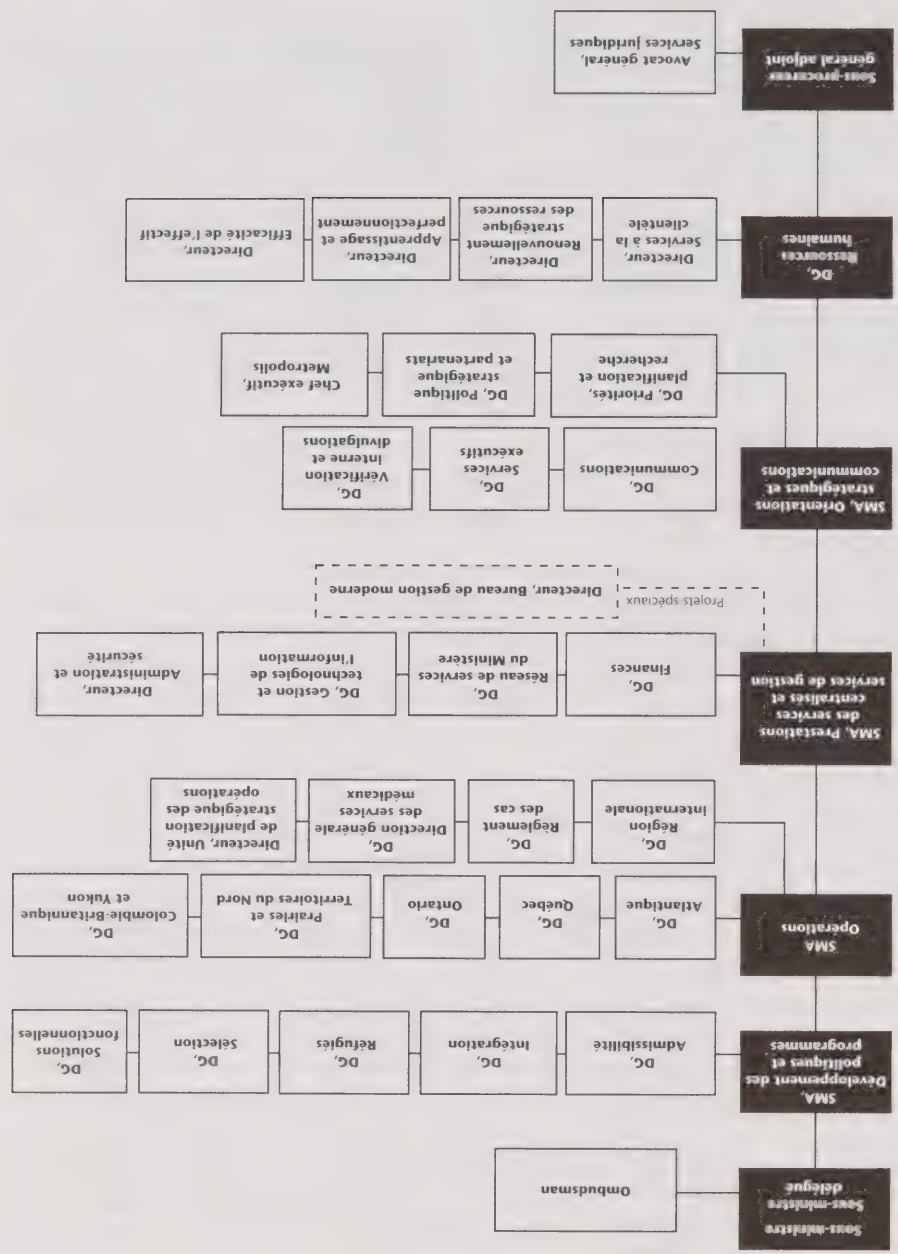 Sous-ministre
Sous-ministre
délégué
Ombudsman
SMA,
Développement des
politiques et
programmes
DG,
Admissibilité
DG,
Intégration
DG,
Réfugiés
DG,
Sélection
DG,
Solutions
fonctionnelles
SMA
Opérations
DG,
Atlantique
DG,
Québec
DG,
Ontario
DG,
Prairies et
Territoires du Nord
DG,
Colombie-Britannique
et Yukon
DG,
Région
internationale
DG,
Règlement
des cas
DG,
Direction générale
des services
médicaux
Directeur, Unité
de planification
stratégique des
opérations
SMA, Prestations
des services
centralisés et
services de gestion
DG,
Finances
DG,
Réseau de services
du Ministère
DG, Gestion et
technologies de
l'information
Directeur,
Administration et
sécurité
Projets spéciaux
Directeur, Bureau de gestion moderne
SMA, Orientations
stratégiques et
communications
DG,
Communications
DG,
Services
exécutifs
DG,
Vérification
interne et
divulgations
DG, Priorités,
planification et
recherche
DG, Politique
stratégique
et partenariats
Chef exécutif,
Metropolis
DG,
Ressources
humaines
Directeur,
Services à la
clientèle
Directeur,
Renouvellement
stratégique
des ressources
Directeur,
Apprentissage et
perfectionnement
Directeur,
Efficacité de l'effectif
Sous-procureur
général adjoint
Avocat général,
Services juridiques